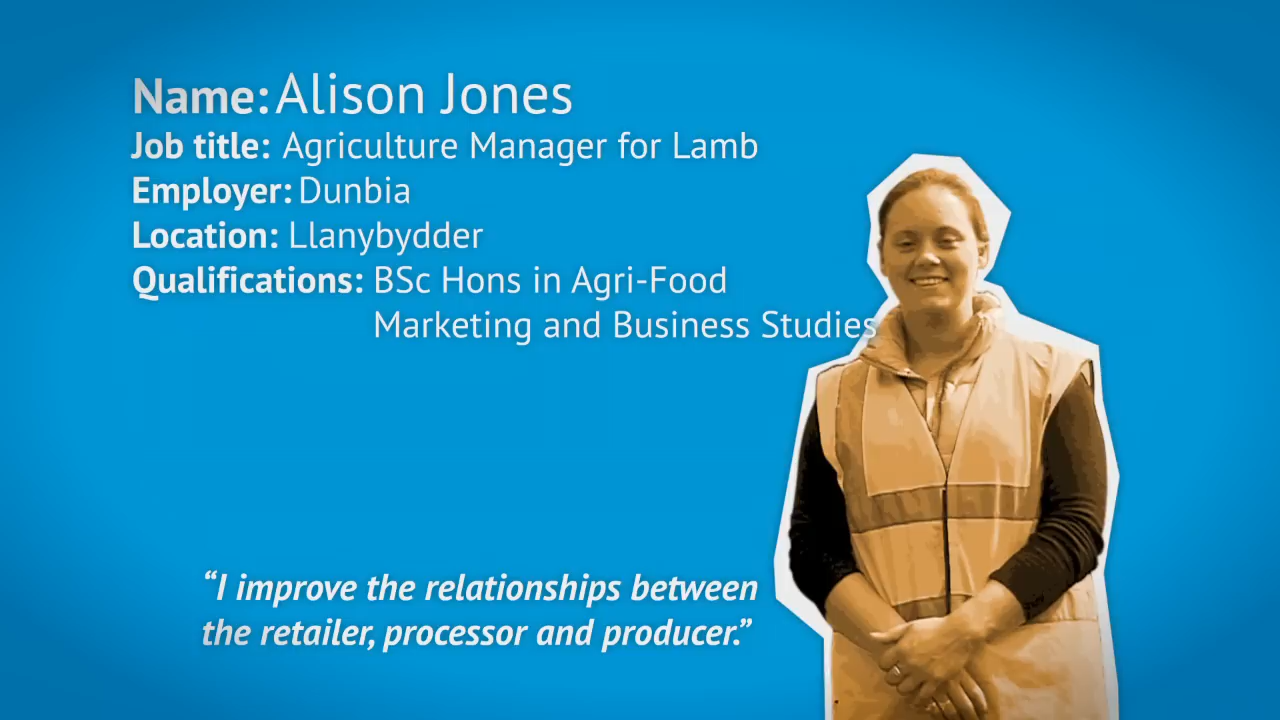 Name: Alison Jones
Job title: Agriculture Manager for Lamb
Employer: Dunbia
Location: Llanybydder
Qualifications: BSc Hons in Agri-Food
Marketing and Business Studies
“I improve the relationships between
the retailer, processor and producer.”